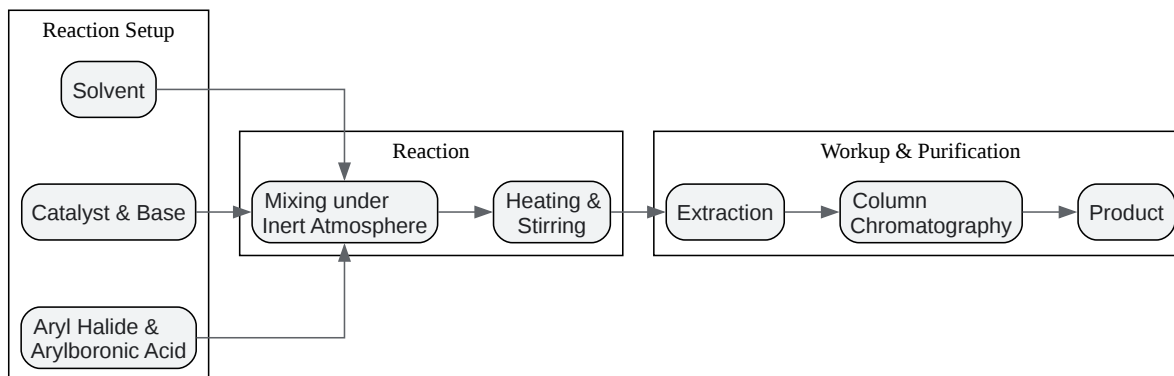 Reaction Setup
Solvent
Catalyst & Base
Aryl Halide &
Arylboronic Acid
Reaction
Mixing under
Inert Atmosphere
Heating &
Stirring
Workup & Purification
Extraction
Column
Chromatography
Product